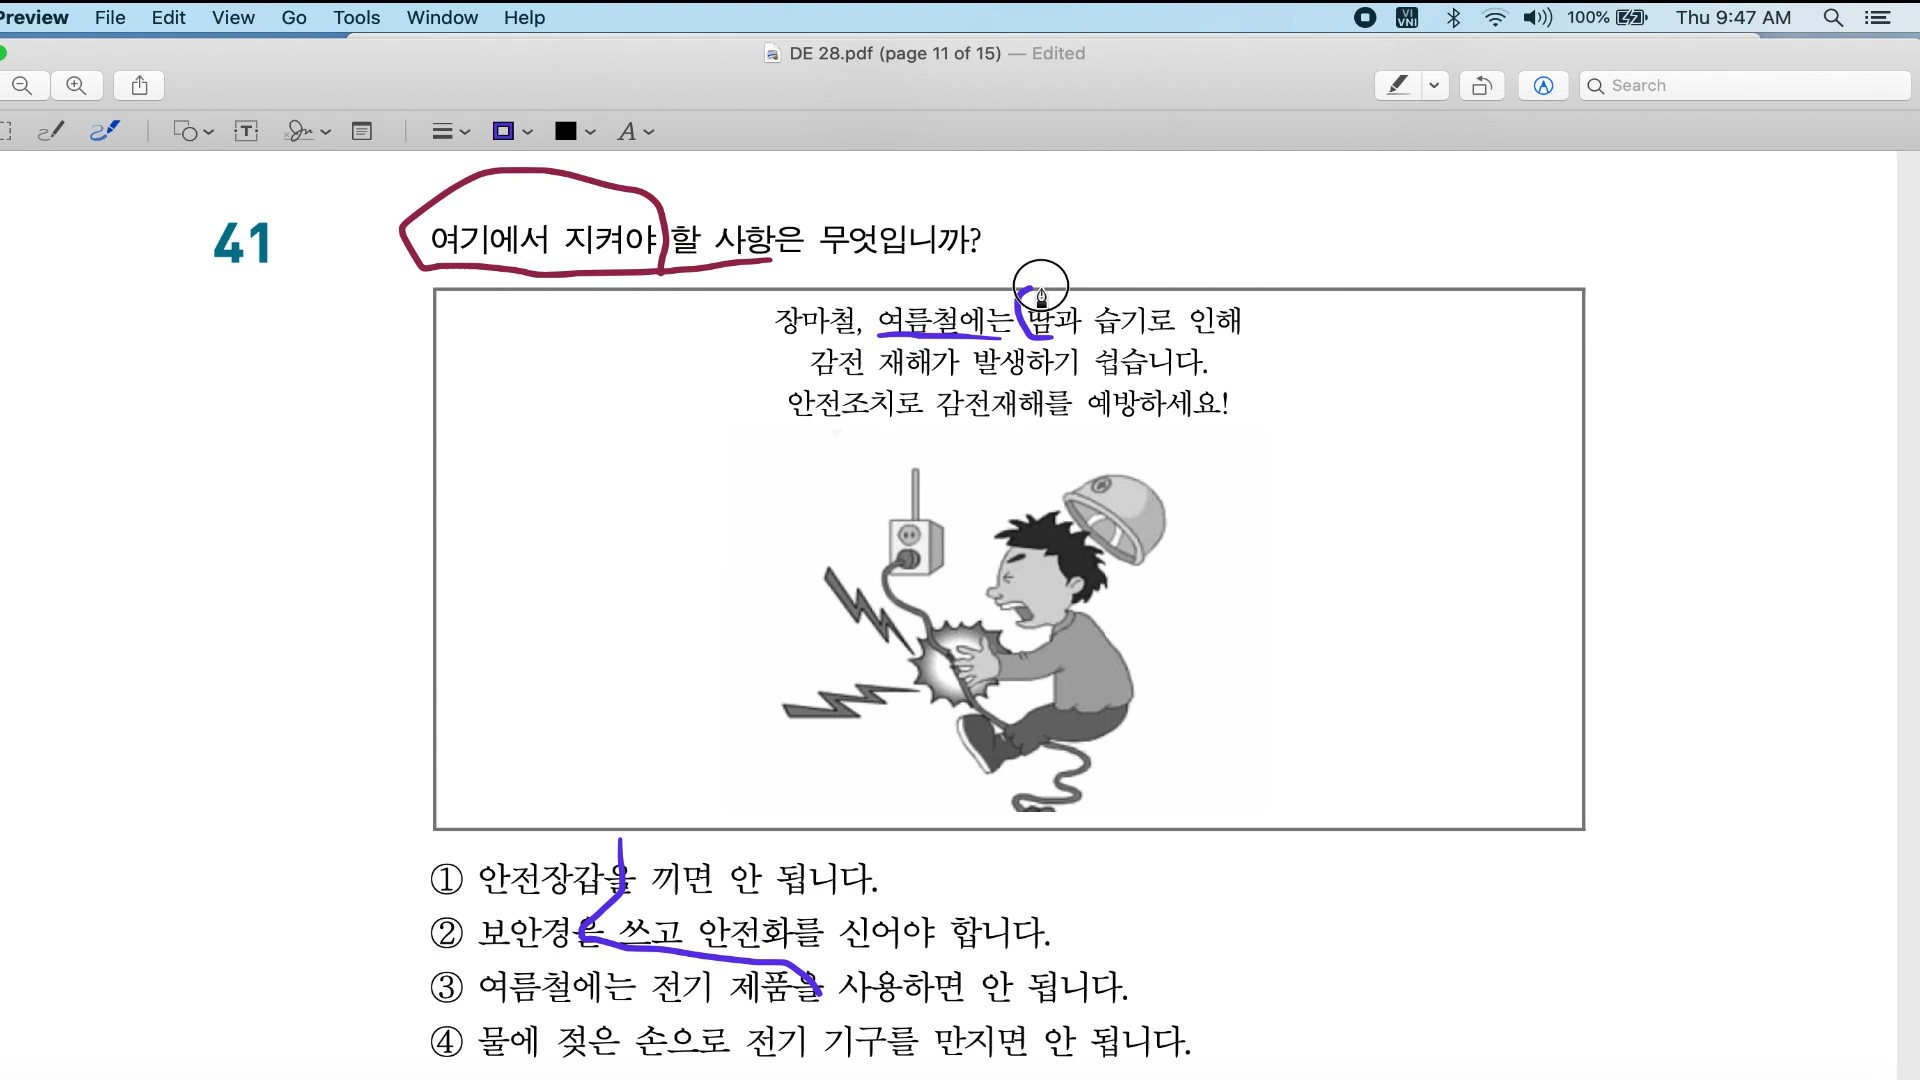 Preview File Edit View Go Tools Window Help VI VNI 100% Thu 9:47 AM
DE 28.pdf (page 11 of 15) — Edited
Search
41 여기에서 지켜야 할 사항은 무엇입니까?
장마철, 여름철에는 땀과 습기로 인해
감전 재해가 발생하기 쉽습니다.
안전조치로 감전재해를 예방하세요!
① 안전장갑을 끼면 안 됩니다.
② 보안경을 쓰고 안전화를 신어야 합니다.
③ 여름철에는 전기 제품을 사용하면 안 됩니다.
④ 물에 젖은 손으로 전기 기구를 만지면 안 됩니다.